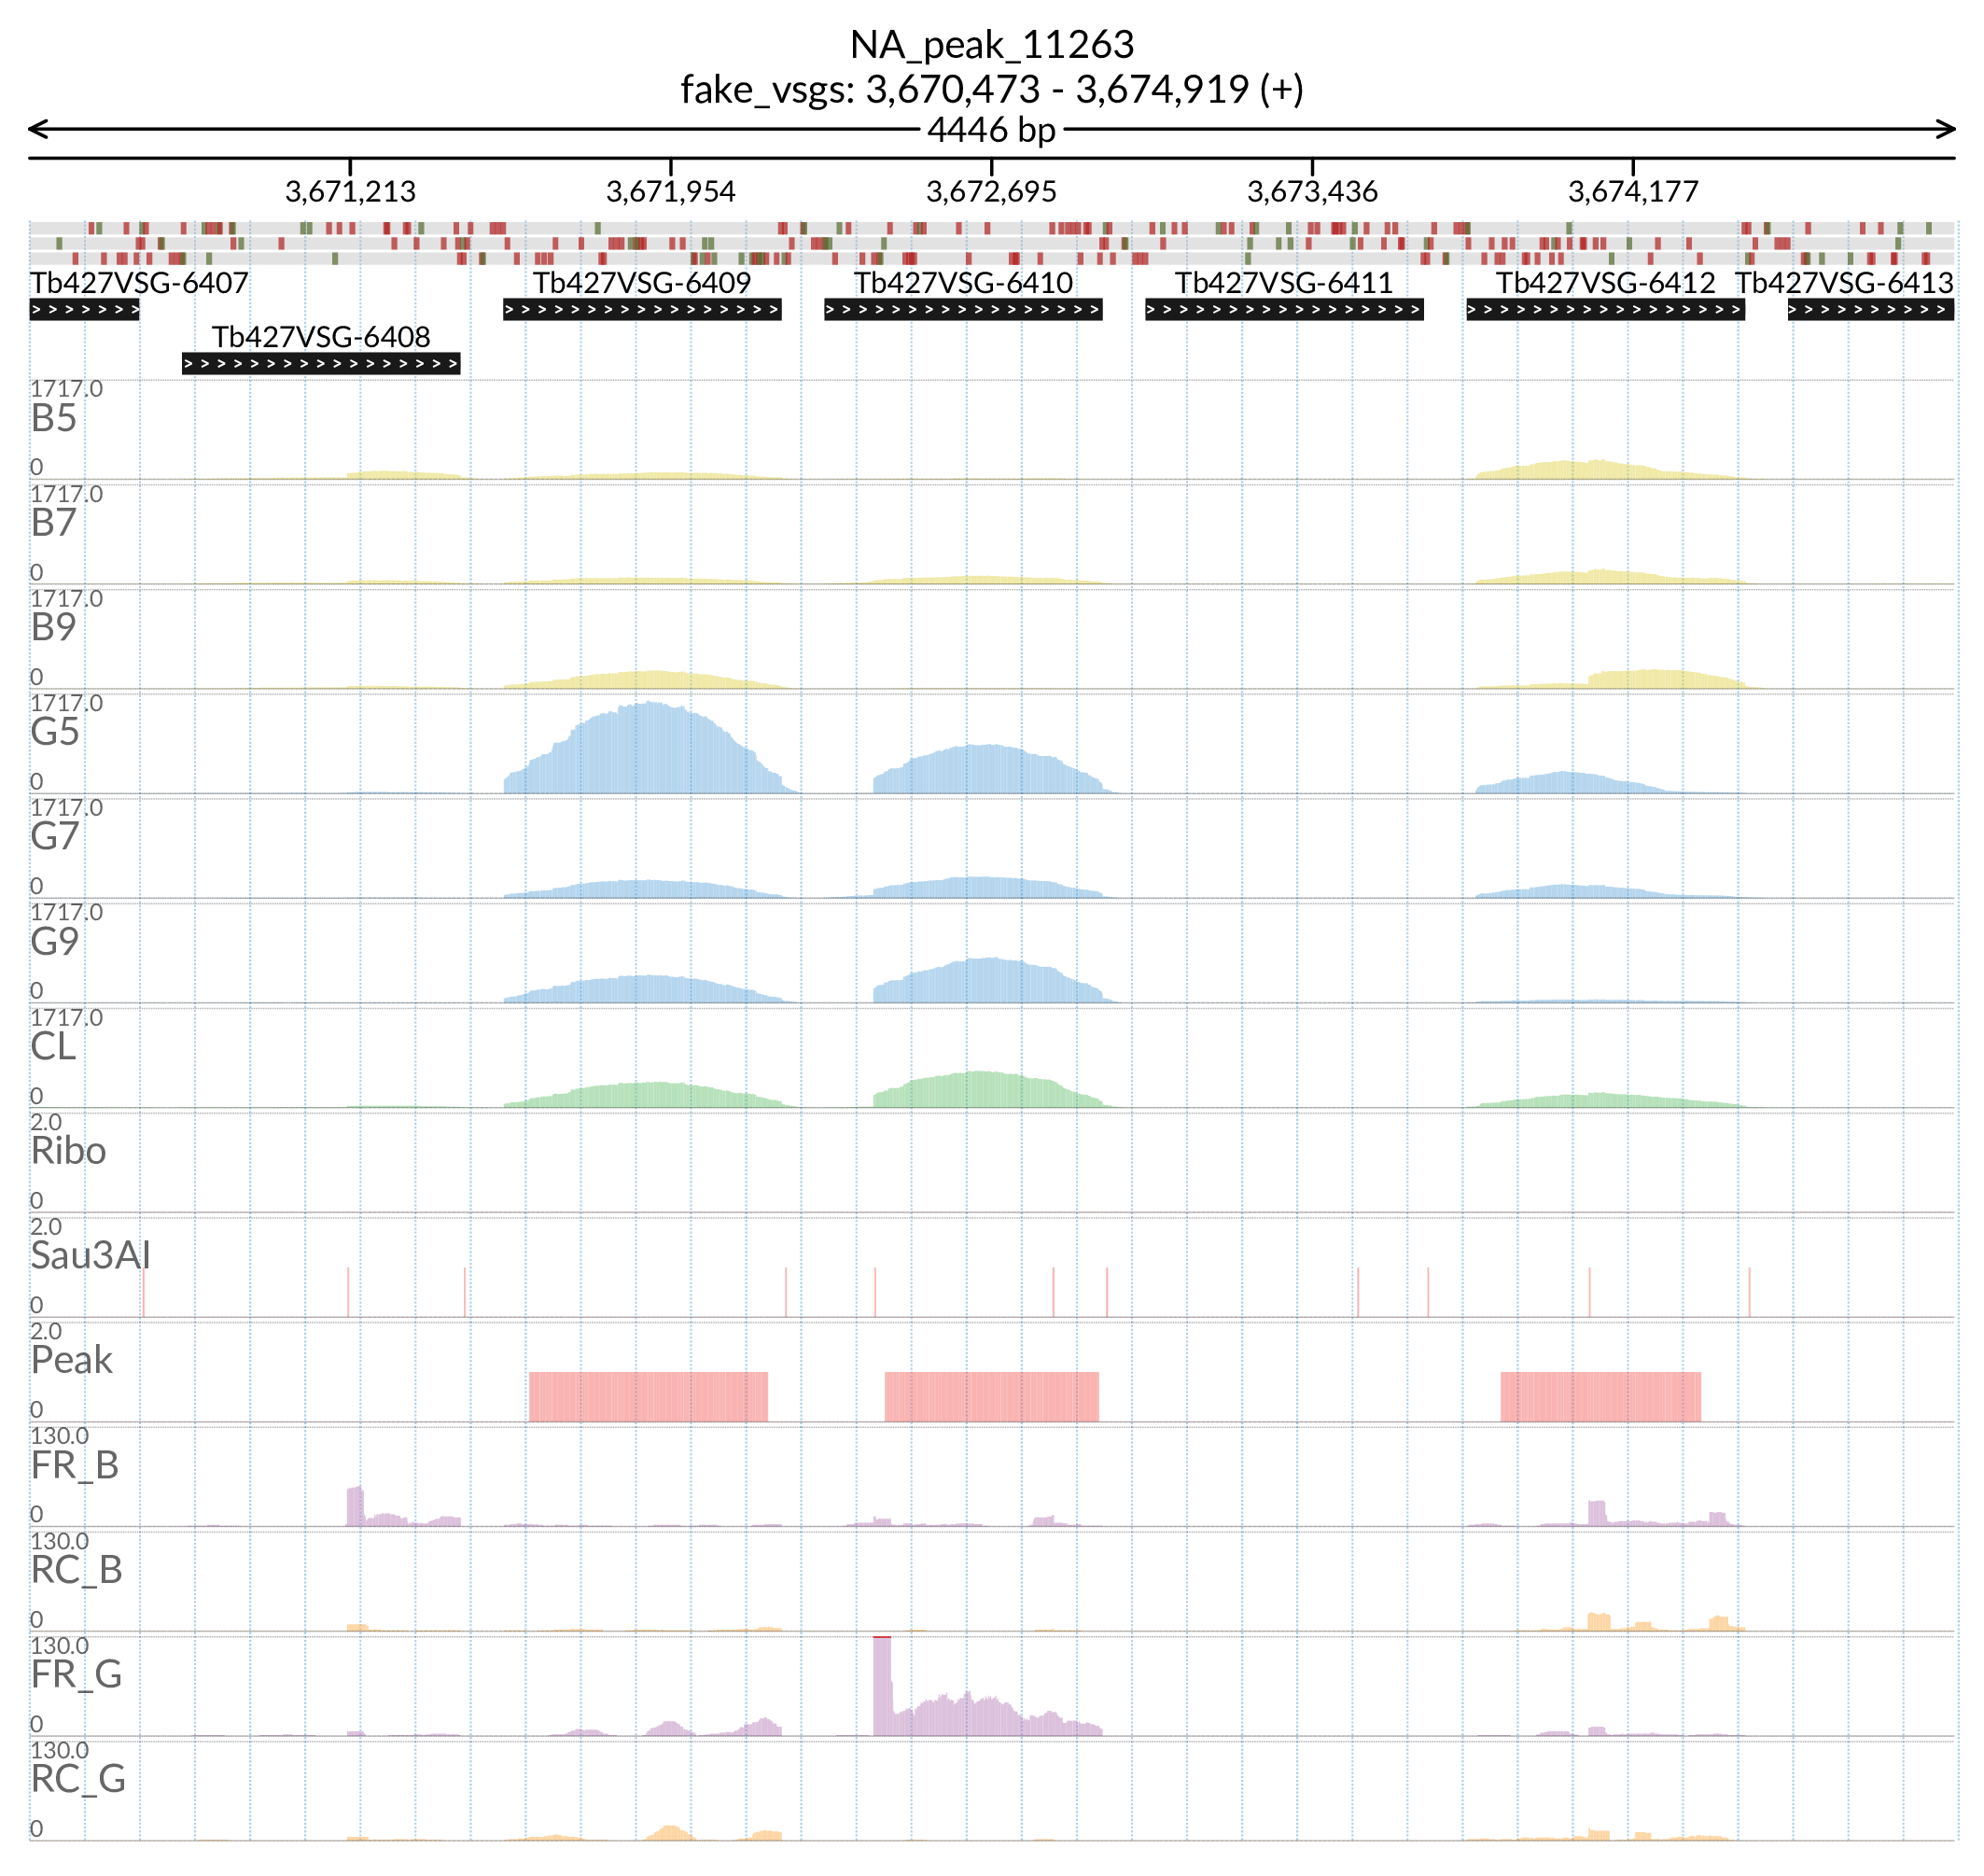 NA_peak_11263
fake_vsgs: 3,670,473 - 3,674,919 (+)
4446 bp
3,671,213 3,671,954 3,672,695 3,673,436 3,674,177
Tb427VSG-6407 Tb427VSG-6409 Tb427VSG-6410 Tb427VSG-6411 Tb427VSG-6412 Tb427VSG-6413
Tb427VSG-6408
1717.0
B5
0
1717.0
B7
0
1717.0
B9
0
1717.0
G5
0
1717.0
G7
0
1717.0
G9
0
1717.0
CL
0
2.0
Ribo
0
2.0
Sau3AI
0
2.0
Peak
0
130.0
FR_B
0
130.0
RC_B
0
130.0
FR_G
0
130.0
RC_G
0